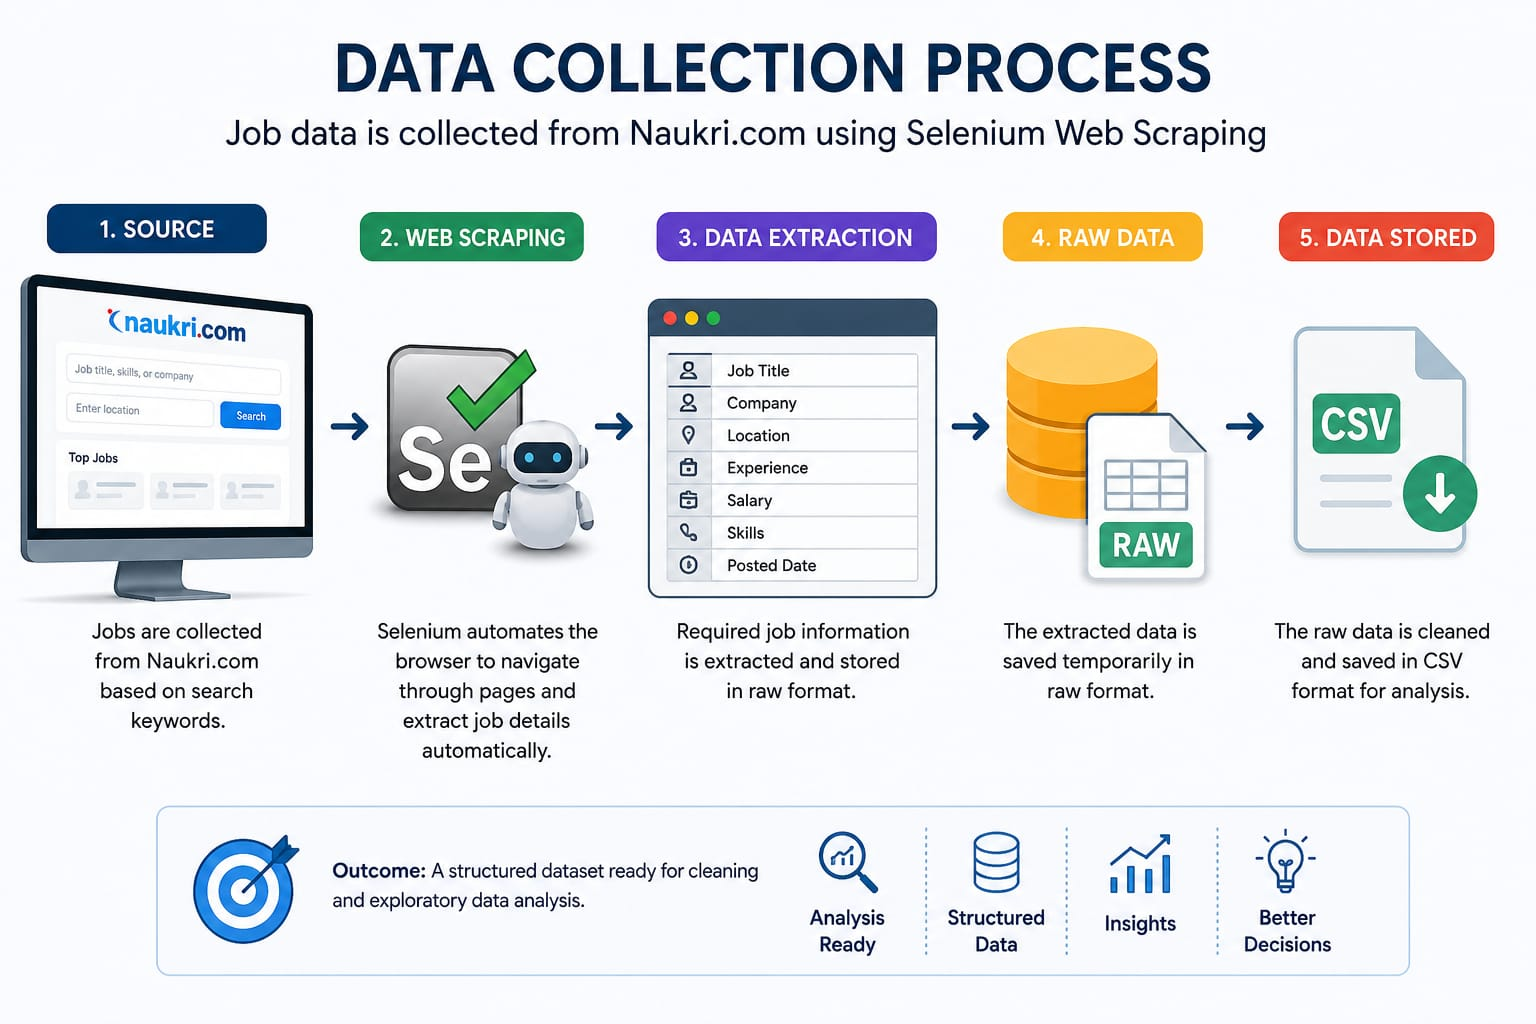 DATA COLLECTION PROCESS
Job data is collected from Naukri.com using Selenium Web Scraping
1. SOURCE
naukri.com
Job title, skills, or company
Enter location
Search
Top Jobs
Jobs are collected
from Naukri.com
based on search
keywords.
2. WEB SCRAPING
Se
Selenium automates the
browser to navigate
through pages and
extract job details
automatically.
3. DATA EXTRACTION
Job Title
Company
Location
Experience
Salary
Skills
Posted Date
Required job information
is extracted and stored
in raw format.
4. RAW DATA
RAW
The extracted data is
saved temporarily in
raw format.
5. DATA STORED
CSV
The raw data is cleaned
and saved in CSV
format for analysis.
Outcome: A structured dataset ready for cleaning
and exploratory data analysis.
Analysis
Ready
Structured
Data
Insights
Better
Decisions